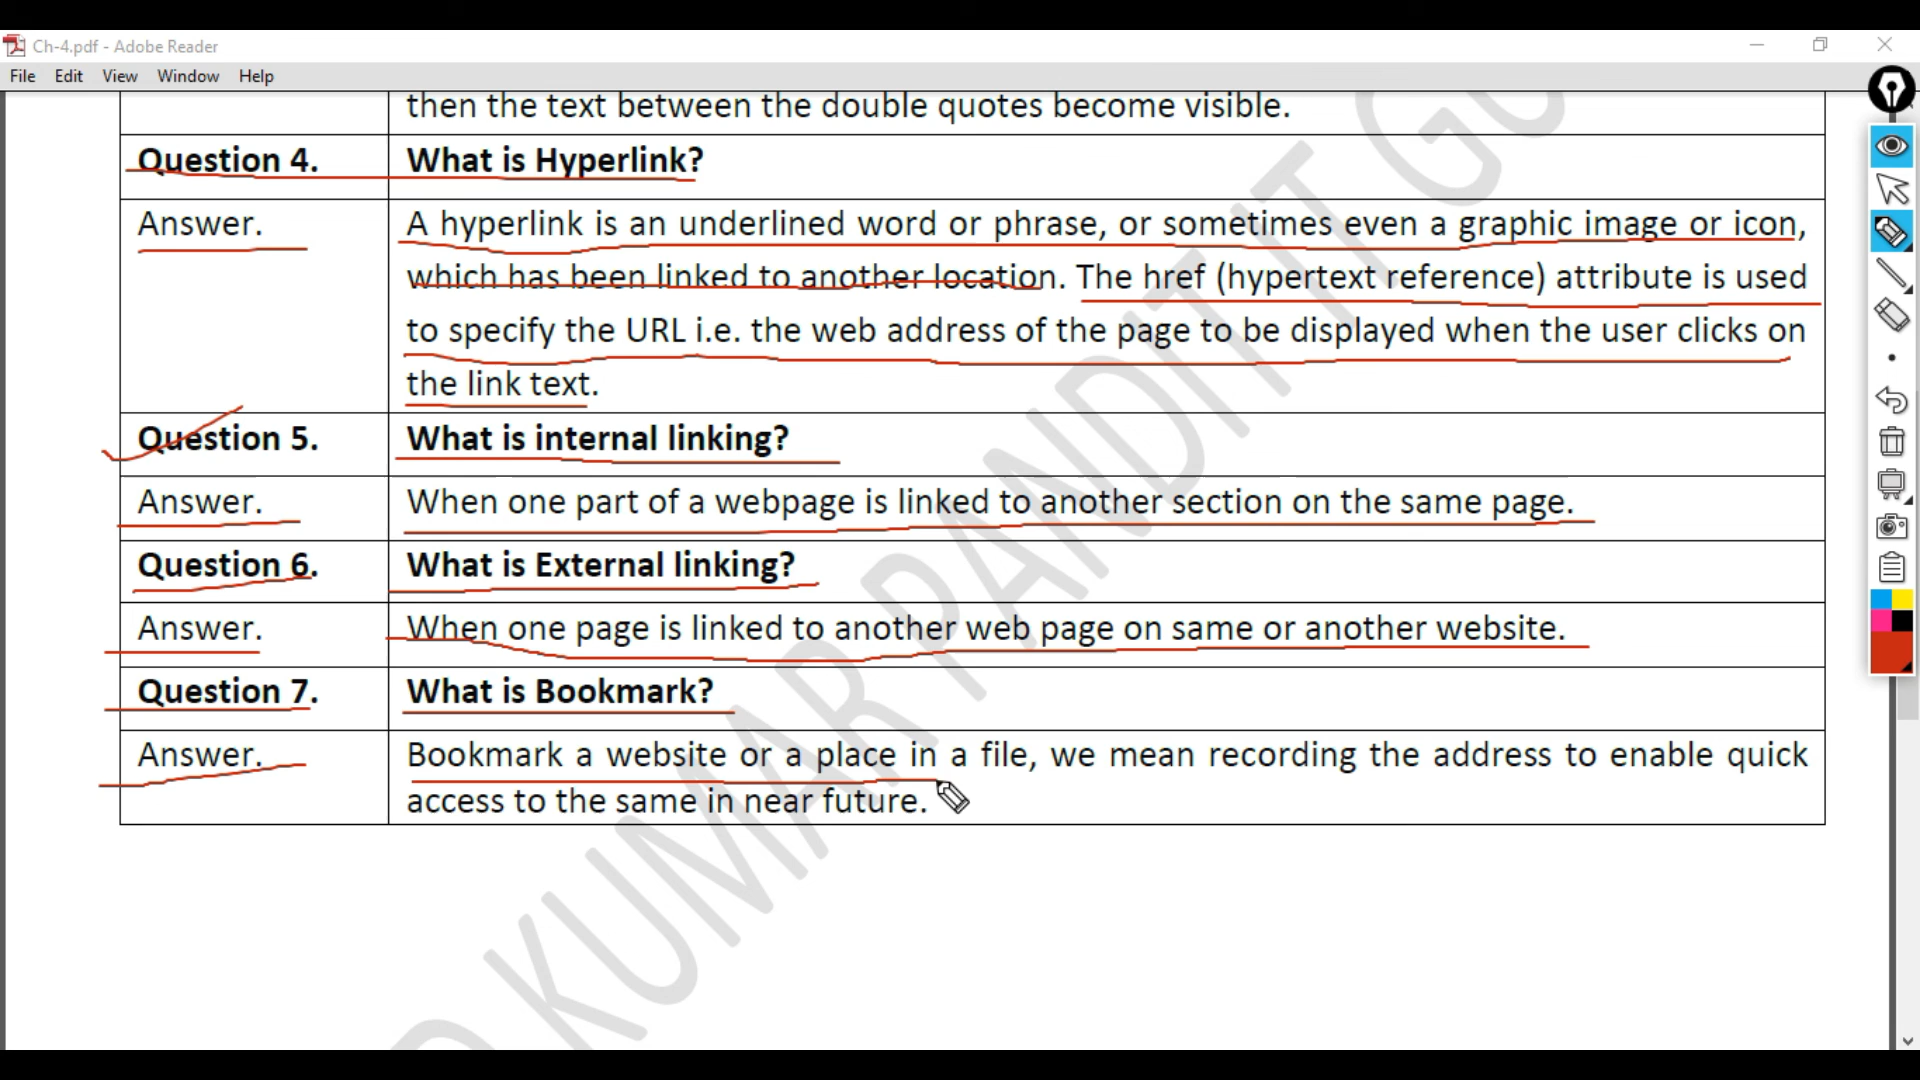 Ch-4.pdf - Adobe Reader
File Edit View Window Help
then the text between the double quotes become visible.
Question 4. What is Hyperlink?
Answer. A hyperlink is an underlined word or phrase, or sometimes even a graphic image or icon,
which has been linked to another location. The href (hypertext reference) attribute is used
to specify the URL i.e. the web address of the page to be displayed when the user clicks on
the link text.
Question 5. What is internal linking?
Answer. When one part of a webpage is linked to another section on the same page.
Question 6. What is External linking?
Answer. When one page is linked to another web page on same or another website.
Question 7. What is Bookmark?
Answer. Bookmark a website or a place in a file, we mean recording the address to enable quick
access to the same in near future.
KUMAR PANDIT IT